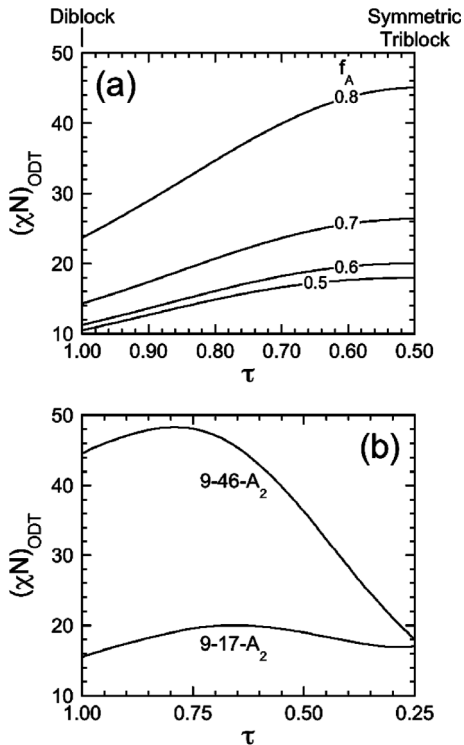 Diblock
Symmetric
Triblock
(a)
f_A
0.8
0.7
0.6
0.5
(χN)_ODT
50
40
30
20
10
1.00 0.90 0.80 0.70 0.60 0.50
τ
(b)
9-46-A_2
9-17-A_2
(χN)_ODT
50
40
30
20
10
1.00 0.75 0.50 0.25
τ